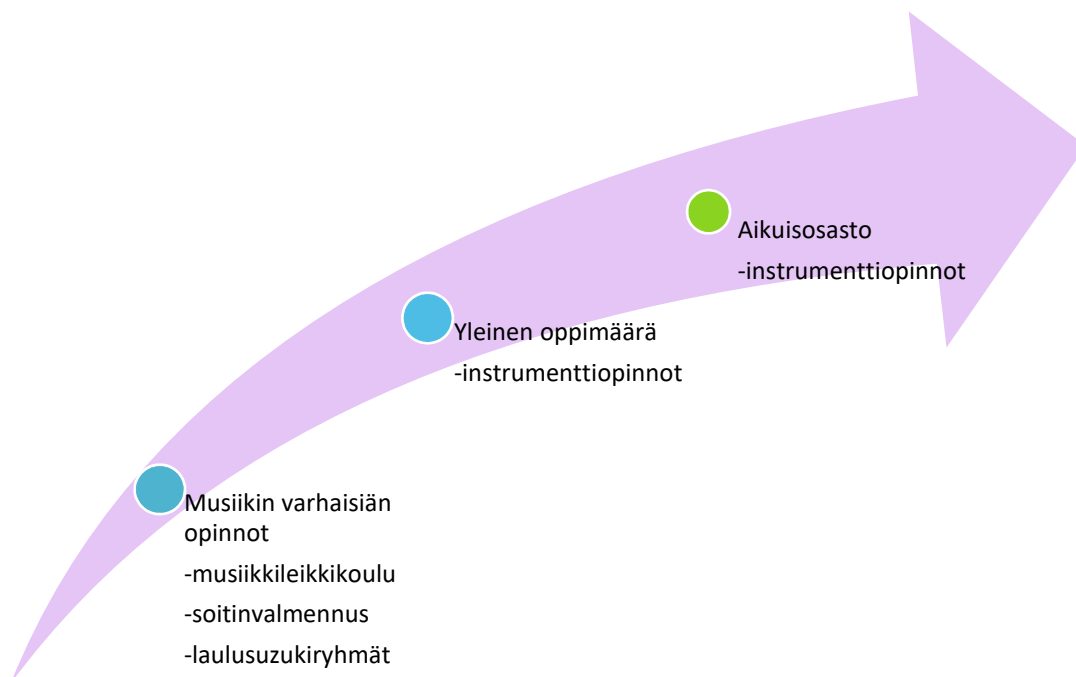 Aikuisosasto
-instrumenttiopinnot
Yleinen oppimäärä
-instrumenttiopinnot
Musiikin varhaisiän
opinnot
-musiikkileikkikoulu
-soitinvalmennus
-laulusuzukiryhmät